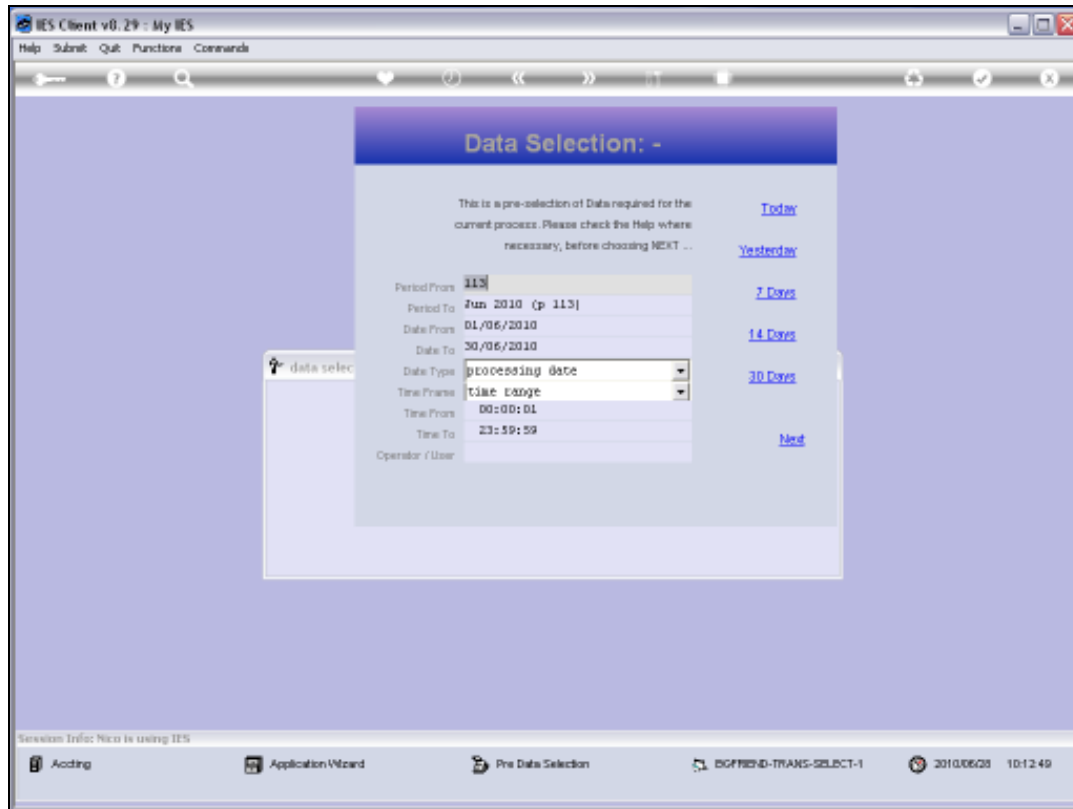 IES Client v8.29 : My IES
Help Submit Quit Functions Commands
Data Selection: -
This is a pre-selection of Data required for the
current process. Please check the Help where
necessary, before choosing NEXT ...
Today
Yesterday
7 Days
14 Days
30 Days
Next
Period From 113
Period To Jun 2010 (p 113)
Date From 01/06/2010
Date To 30/06/2010
Date Type processing date
Time Frame time range
Time From 00:00:01
Time To 23:59:59
Operator / User
data selec
Session Info: Nico is using IES
Accting Application Wizard Pre Data Selection BIGFRIEND-TRANS-SELECT-1 2010/06/28 10:12:49